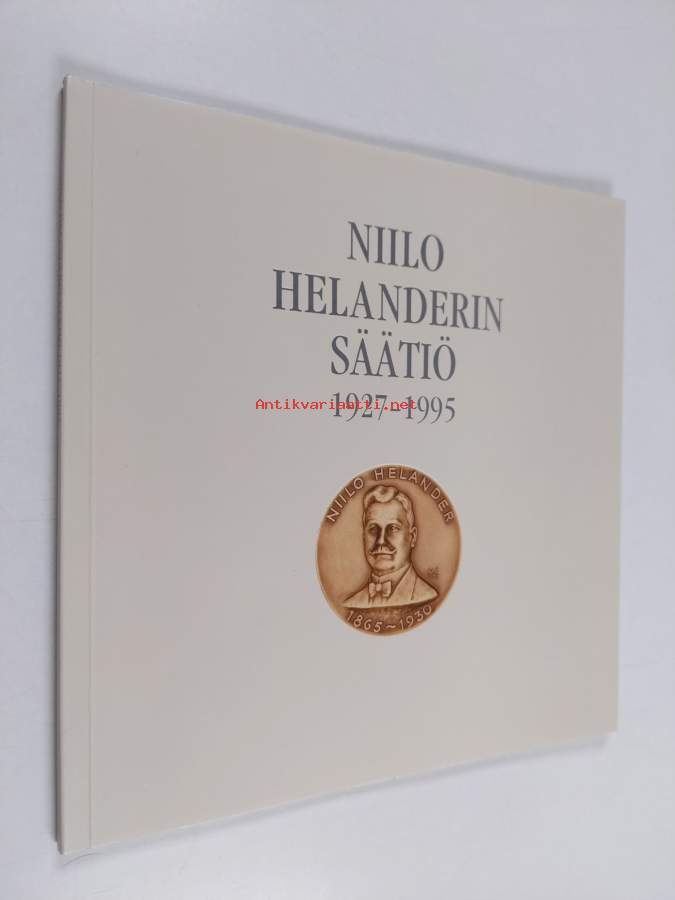 NIILO
HELANDERIN
SÄÄTIÖ
Antikvariaatti.net
1927-1995
NIILO HELANDER
1865~1930